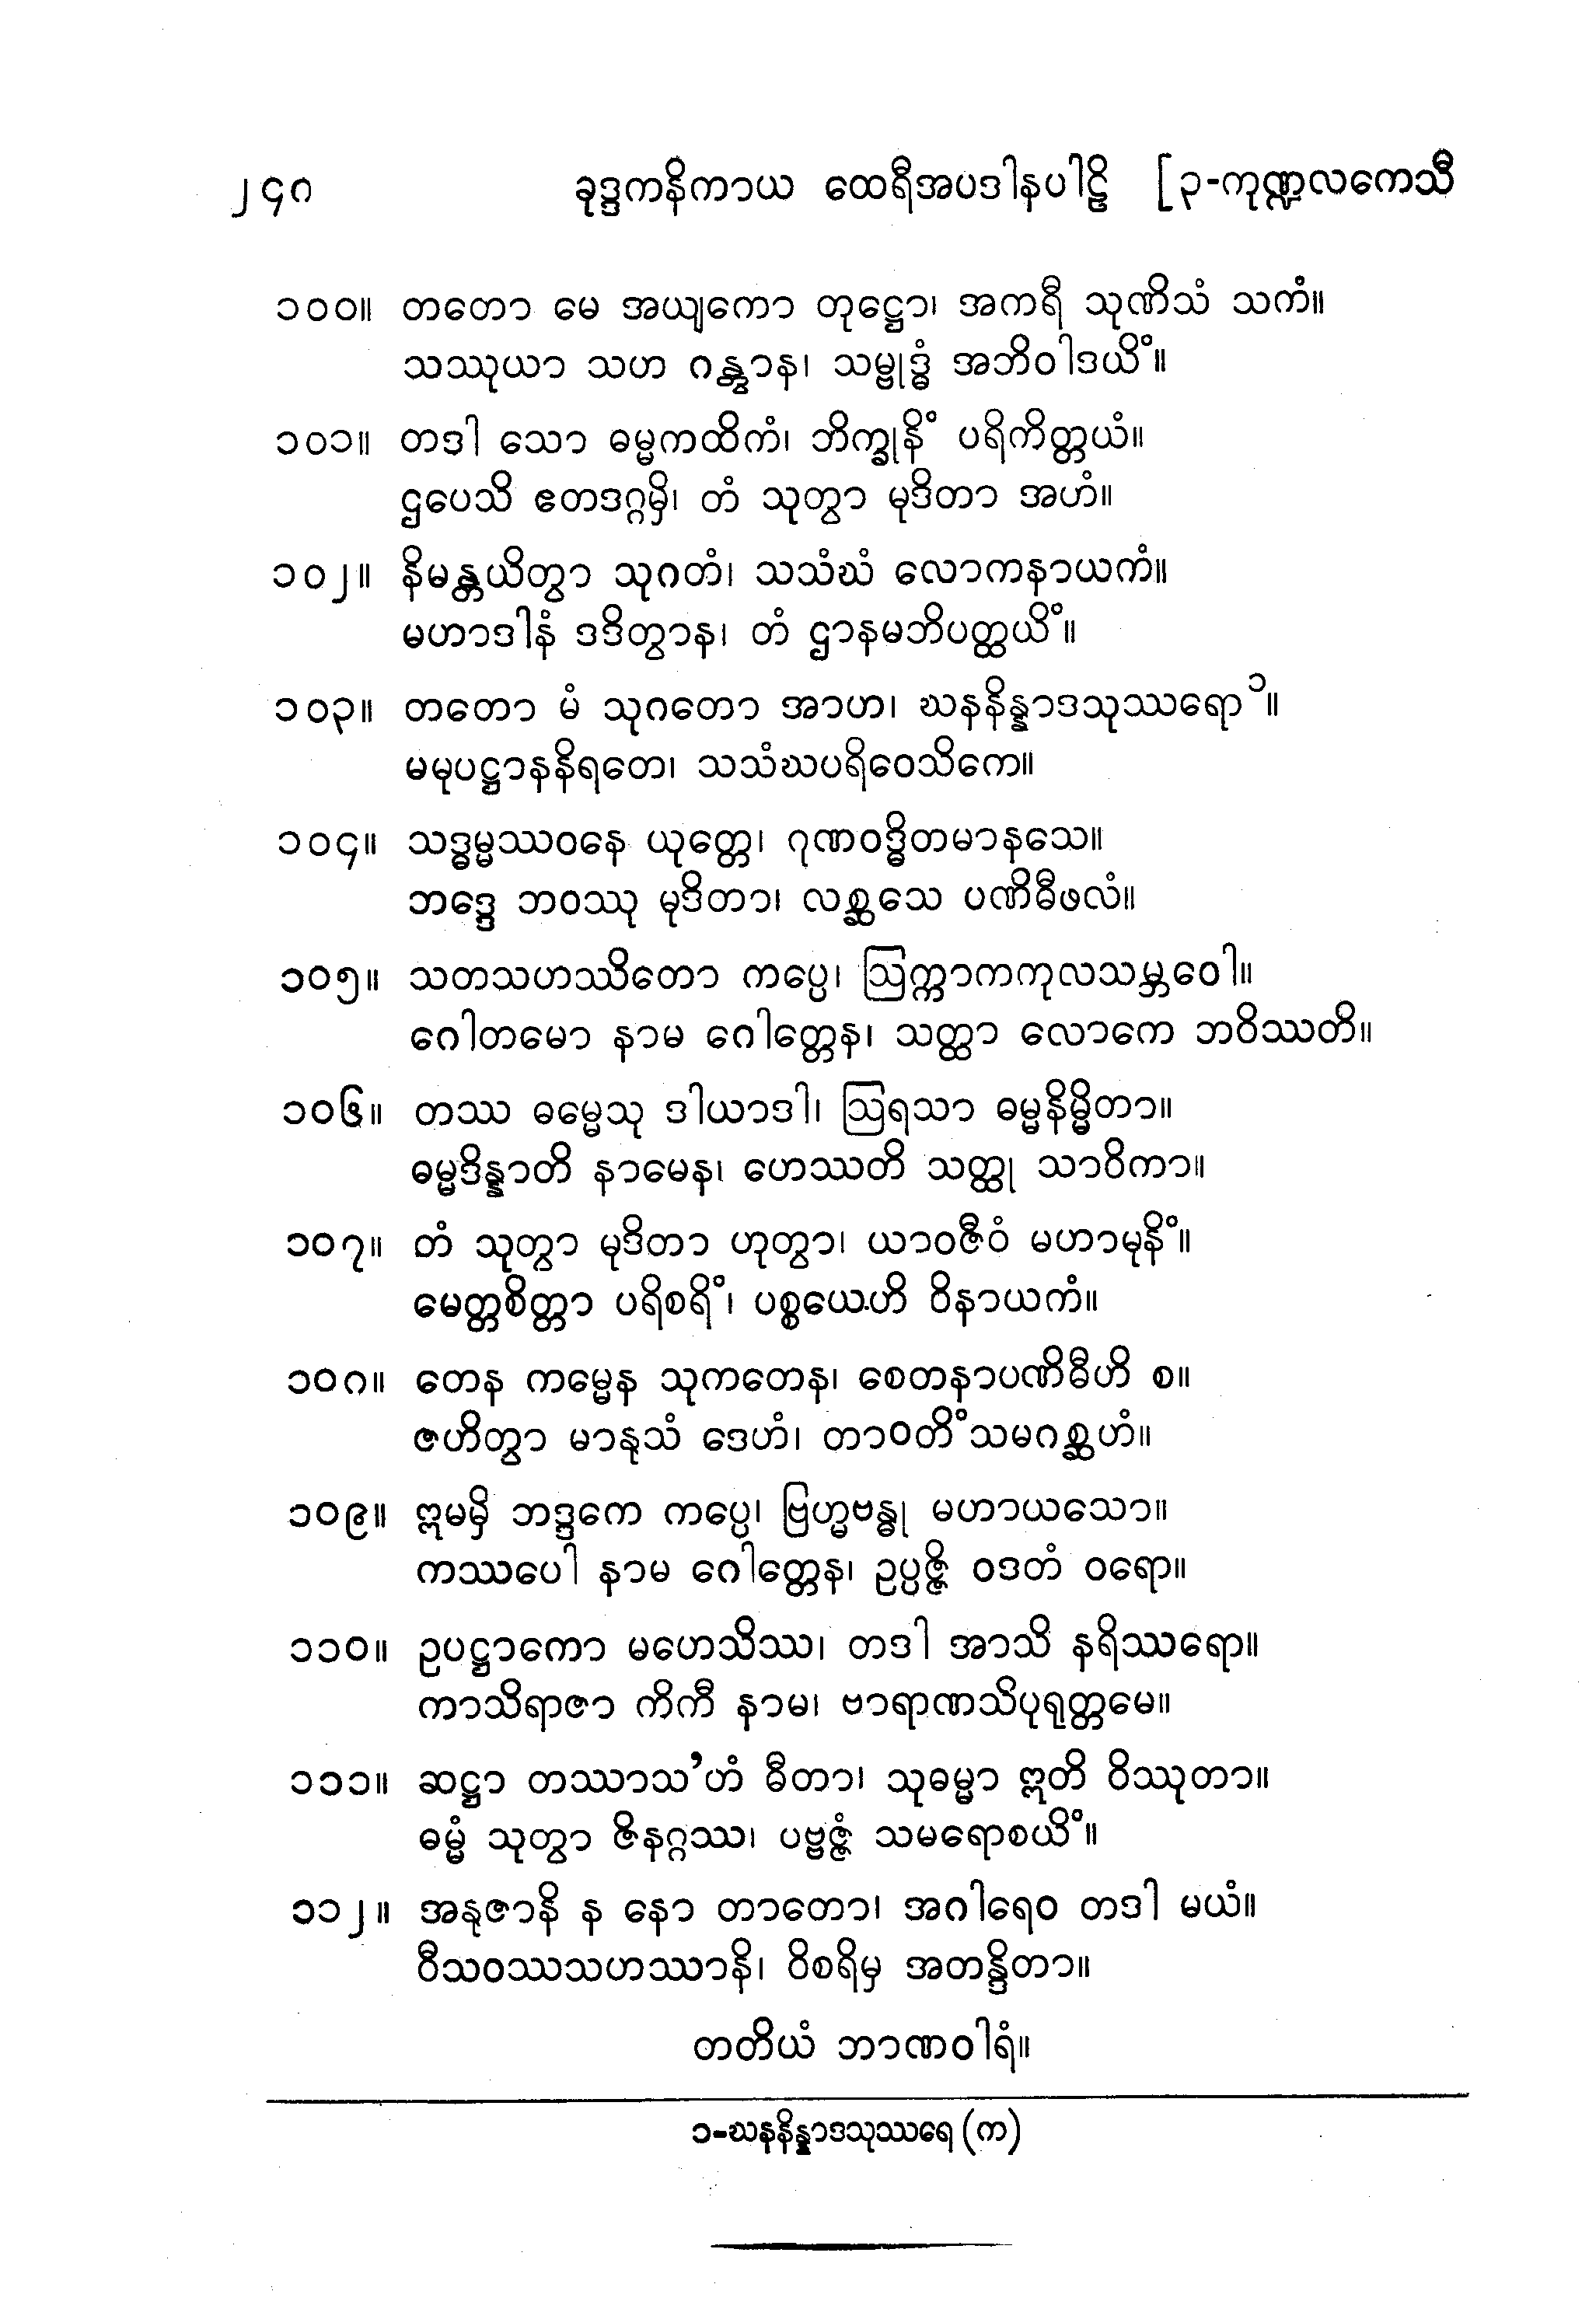 ၂၄၈ ခုဒ္ဒကနိကာယ ထေရီအပဒါနပါဠိ [၃-ကုဏ္ဍလကေသီ
၁၀၀။ တတော မေ အယျကော တုဋ္ဌော၊ အကရီ သုဏိသံ သကံ။
သဿုယာ သဟ ဂန္တွာန၊ သမ္ဗုဒ္ဓံ အဘိဝါဒယိံ။
၁၀၁။ တဒါ သော ဓမ္မကထိကံ၊ ဘိက္ခုနိံ ပရိကိတ္တယံ။
ဌပေသိ ဧတဒဂ္ဂမှိ၊ တံ သုတွာ မုဒိတာ အဟံ။
၁၀၂။ နိမန္တယိတွာ သုဂတံ၊ သသံဃံ လောကနာယကံ။
မဟာဒါနံ ဒဒိတွာန၊ တံ ဌာနမဘိပတ္ထယိံ။
၁၀၃။ တတော မံ သုဂတော အာဟ၊ ဃနနိန္နာဒသုဿရော ၁။
မမုပဋ္ဌာနနိရတေ၊ သသံဃပရိဝေသိကေ။
၁၀၄။ သဒ္ဓမ္မဿဝနေ ယုတ္တေ၊ ဂုဏဝဒ္ဓိတမာနသေ။
ဘဒ္ဒေ ဘဝဿု မုဒိတာ၊ လစ္ဆသေ ပဏိဓီဖလံ။
၁၀၅။ သတသဟဿိတော ကပ္ပေ၊ ဩက္ကာကကုလသမ္ဘဝေါ။
ဂေါတမော နာမ ဂေါတ္တေန၊ သတ္ထာ လောကေ ဘဝိဿတိ။
၁၀၆။ တဿ ဓမ္မေသု ဒါယာဒါ၊ ဩရသာ ဓမ္မနိမ္မိတာ။
ဓမ္မဒိန္နာတိ နာမေန၊ ဟေဿတိ သတ္ထု သာဝိကာ။
၁၀၇။ တံ သုတွာ မုဒိတာ ဟုတွာ၊ ယာဝဇီဝံ မဟာမုနိံ။
မေတ္တစိတ္တာ ပရိစရိံ၊ ပစ္စယေဟိ ဝိနာယကံ။
၁၀၈။ တေန ကမ္မေန သုကတေန၊ စေတနာပဏိဓီဟိ စ။
ဇဟိတွာ မာနုသံ ဒေဟံ၊ တာဝတိံသမဂစ္ဆဟံ။
၁၀၉။ ဣမမှိ ဘဒ္ဒကေ ကပ္ပေ၊ ဗြဟ္မဗန္ဓု မဟာယသော။
ကဿပေါ နာမ ဂေါတ္တေန၊ ဥပ္ပဇ္ဇိ ဝဒတံ ဝရော။
၁၁၀။ ဥပဋ္ဌာကော မဟေသိဿ၊ တဒါ အာသိ နရိဿရော။
ကာသိရာဇာ ကိကီ နာမ၊ ဗာရာဏသိပုရုတ္တမေ။
၁၁၁။ ဆဋ္ဌာ တဿာသ’ဟံ ဓီတာ၊ သုဓမ္မာ ဣတိ ဝိဿုတာ။
ဓမ္မံ သုတွာ ဇိနဂ္ဂဿ၊ ပဗ္ဗဇ္ဇံ သမရောစယိံ။
၁၁၂။ အနုဇာနိ န နော တာတော၊ အဂါရေဝ တဒါ မယံ။
ဝီသဝဿသဟဿာနိ၊ ဝိစရိမှ အတန္ဒိတာ။
တတိယံ ဘာဏဝါရံ။
၁-ဃနနိန္နာဒသုဿရေ (က)